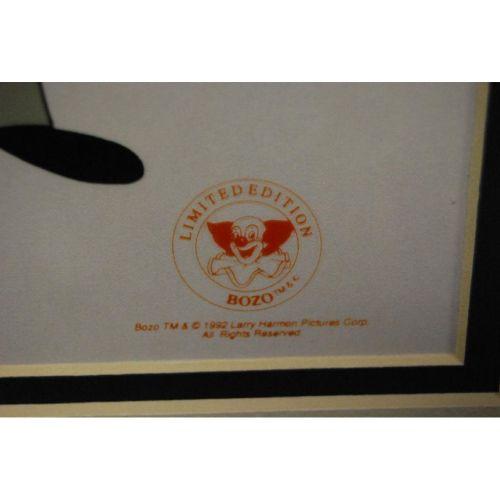 LIMITED EDITION
BOZO TM & ©
Bozo TM & © 1992 Larry Harmon Pictures Corp.
All Rights Reserved